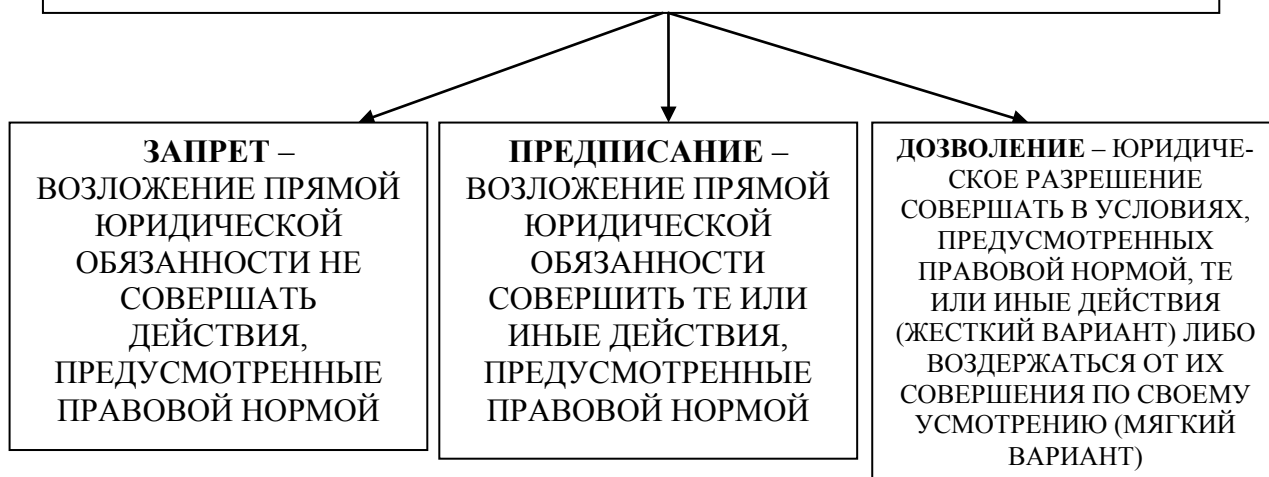 ЗАПРЕТ –
ВОЗЛОЖЕНИЕ ПРЯМОЙ
ЮРИДИЧЕСКОЙ
ОБЯЗАННОСТИ НЕ
СОВЕРШАТЬ
ДЕЙСТВИЯ,
ПРЕДУСМОТРЕННЫЕ
ПРАВОВОЙ НОРМОЙ
ПРЕДПИСАНИЕ –
ВОЗЛОЖЕНИЕ ПРЯМОЙ
ЮРИДИЧЕСКОЙ
ОБЯЗАННОСТИ
СОВЕРШИТЬ ТЕ ИЛИ
ИНЫЕ ДЕЙСТВИЯ,
ПРЕДУСМОТРЕННЫЕ
ПРАВОВОЙ НОРМОЙ
ДОЗВОЛЕНИЕ – ЮРИДИЧЕ-
СКОЕ РАЗРЕШЕНИЕ
СОВЕРШАТЬ В УСЛОВИЯХ,
ПРЕДУСМОТРЕННЫХ
ПРАВОВОЙ НОРМОЙ, ТЕ
ИЛИ ИНЫЕ ДЕЙСТВИЯ
(ЖЕСТКИЙ ВАРИАНТ) ЛИБО
ВОЗДЕРЖАТЬСЯ ОТ ИХ
СОВЕРШЕНИЯ ПО СВОЕМУ
УСМОТРЕНИЮ (МЯГКИЙ
ВАРИАНТ)